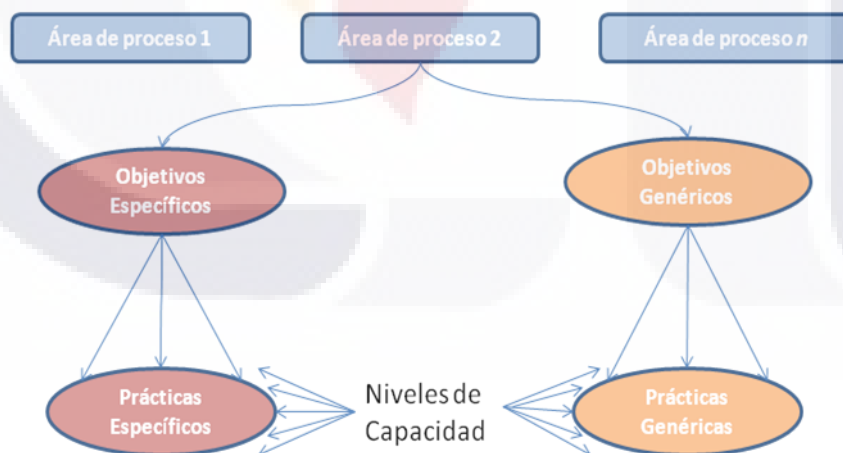 Área de proceso 1
Área de proceso 2
Área de proceso n
Objetivos
Específicos
Objetivos
Genéricos
Prácticas
Específicos
Niveles de
Capacidad
Prácticas
Genéricas